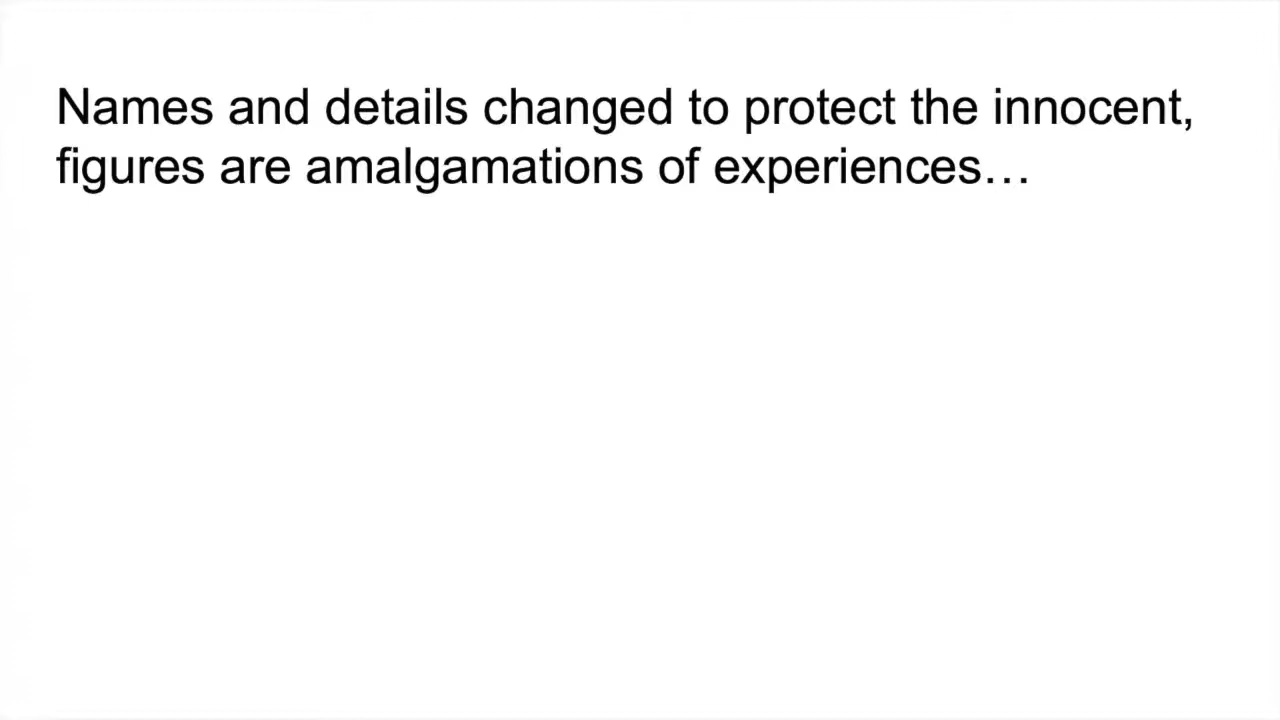 Names and details changed to protect the innocent,
figures are amalgamations of experiences…